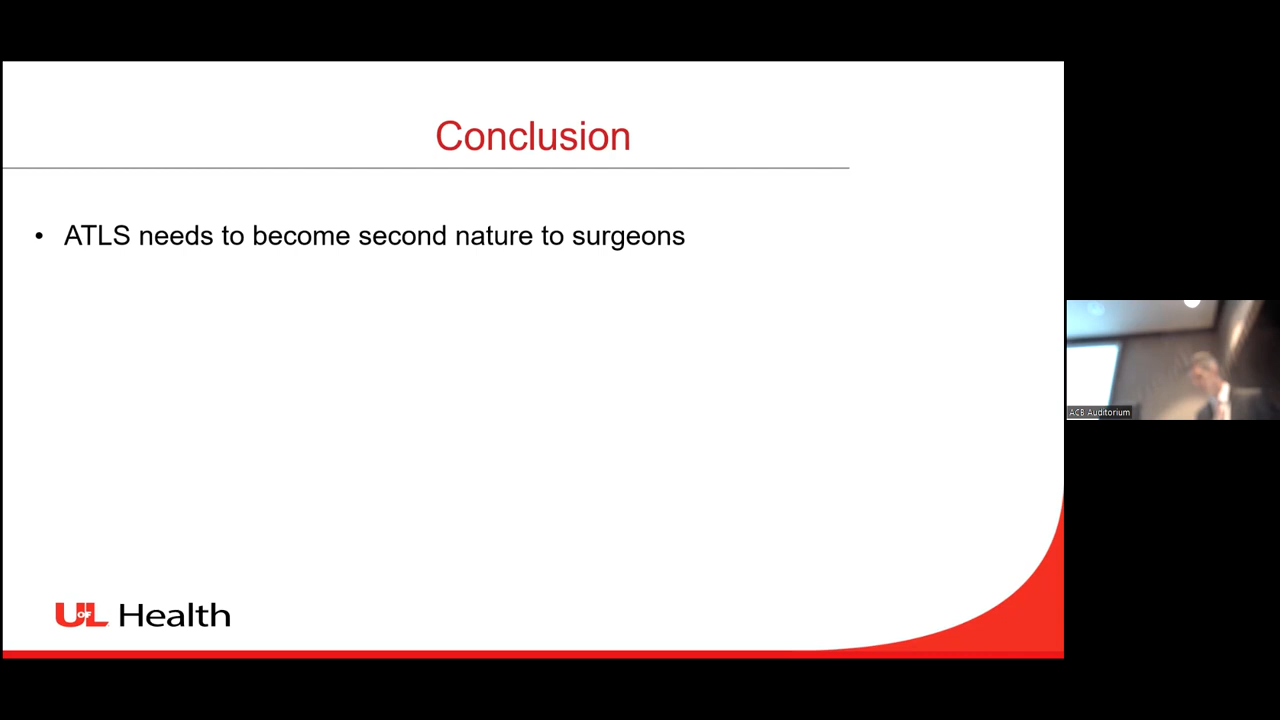 Conclusion
• ATLS needs to become second nature to surgeons
ACB Auditorium
UOFL Health